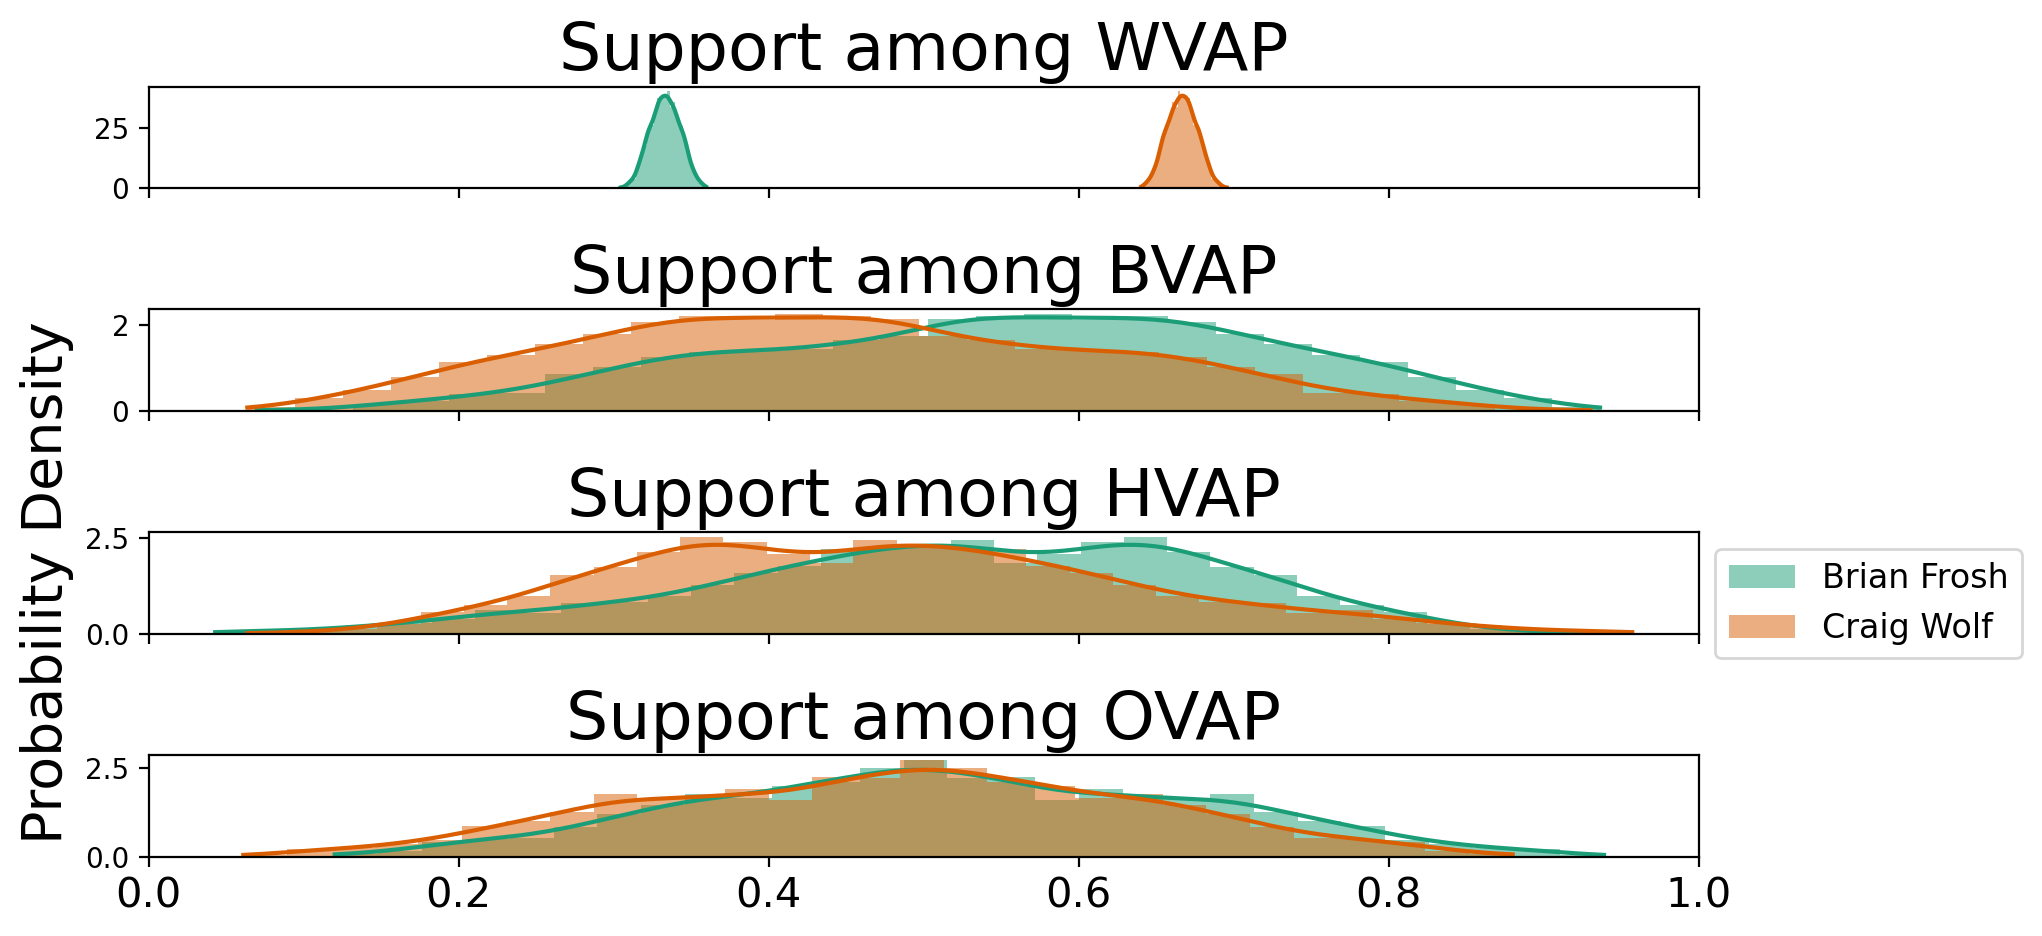 Support among WVAP
25
0
Support among BVAP
2
0
Support among HVAP
2.5
0.0
Support among OVAP
2.5
0.0
0.0 0.2 0.4 0.6 0.8 1.0
Probability Density
Brian Frosh
Craig Wolf